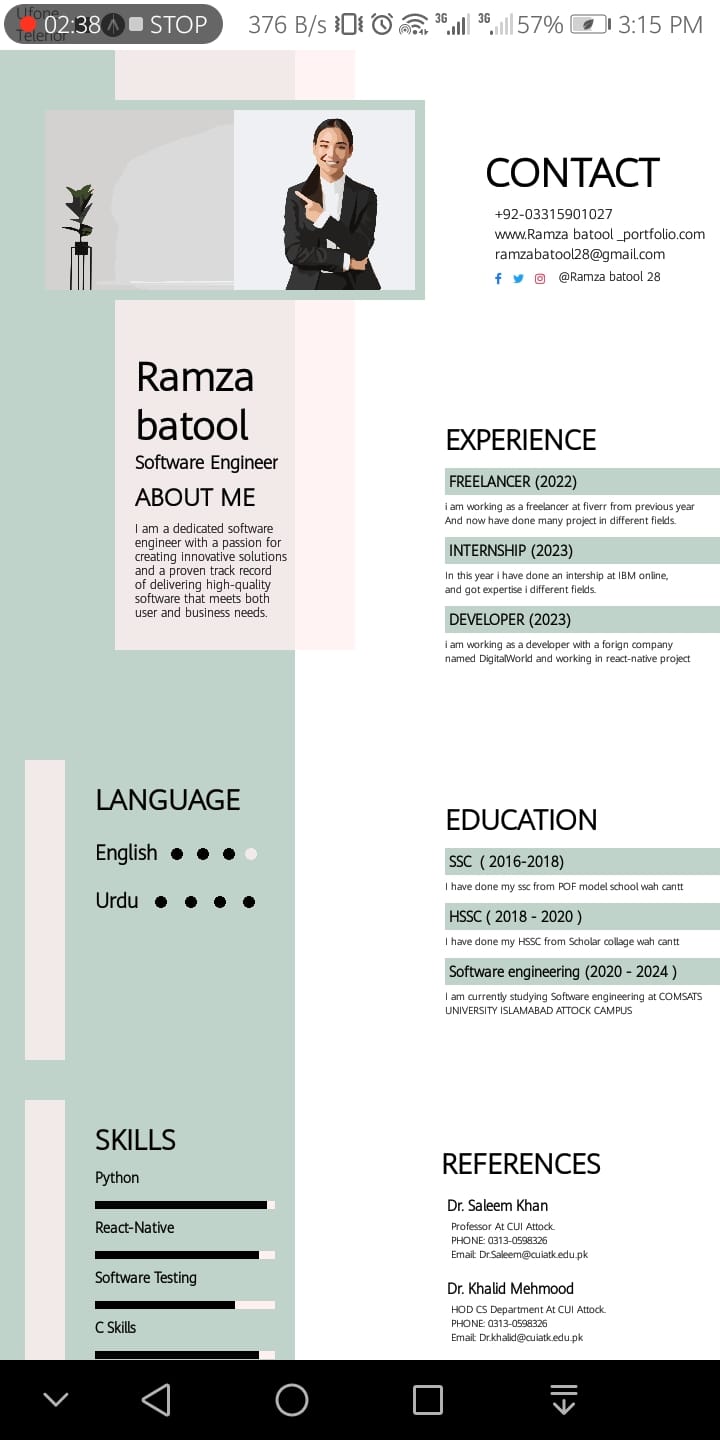 Ufone
Telenor
02:38 STOP 376 B/s 3G 3G 57% 3:15 PM
CONTACT
+92-03315901027
www.Ramza batool _portfolio.com
ramzabatool28@gmail.com
@Ramza batool 28
Ramza
batool
Software Engineer
ABOUT ME
I am a dedicated software
engineer with a passion for
creating innovative solutions
and a proven track record
of delivering high-quality
software that meets both
user and business needs.
EXPERIENCE
FREELANCER (2022)
i am working as a freelancer at fiverr from previous year
And now have done many project in different fields.
INTERNSHIP (2023)
In this year i have done an intership at IBM online,
and got expertise i different fields.
DEVELOPER (2023)
i am working as a developer with a forign company
named DigitalWorld and working in react-native project
LANGUAGE
English
Urdu
EDUCATION
SSC ( 2016-2018)
I have done my ssc from POF model school wah cantt
HSSC ( 2018 - 2020 )
I have done my HSSC from Scholar collage wah cantt
Software engineering (2020 - 2024 )
I am currently studying Software engineering at COMSATS
UNIVERSITY ISLAMABAD ATTOCK CAMPUS
SKILLS
Python
React-Native
Software Testing
C Skills
REFERENCES
Dr. Saleem Khan
Professor At CUI Attock.
PHONE: 0313-0598326
Email: Dr.Saleem@cuiatk.edu.pk
Dr. Khalid Mehmood
HOD CS Department At CUI Attock.
PHONE: 0313-0598326
Email: Dr.khalid@cuiatk.edu.pk